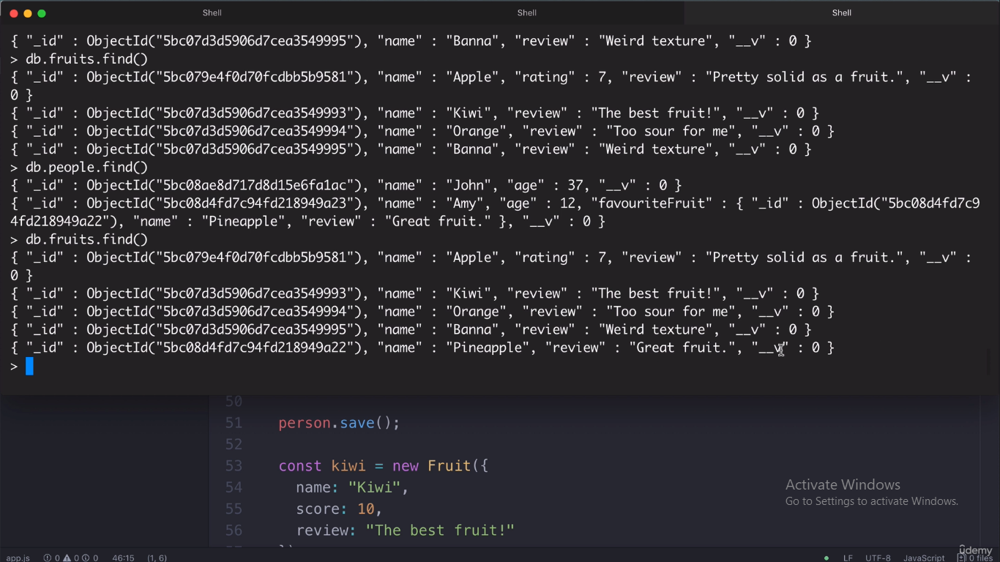 Shell Shell Shell
{ "_id" : ObjectId("5bc07d3d5906d7cea3549995"), "name" : "Banna", "review" : "Weird texture", "__v" : 0 }
> db.fruits.find()
{ "_id" : ObjectId("5bc079e4f0d70fcdbb5b9581"), "name" : "Apple", "rating" : 7, "review" : "Pretty solid as a fruit.", "__v" :
0 }
{ "_id" : ObjectId("5bc07d3d5906d7cea3549993"), "name" : "Kiwi", "review" : "The best fruit!", "__v" : 0 }
{ "_id" : ObjectId("5bc07d3d5906d7cea3549994"), "name" : "Orange", "review" : "Too sour for me", "__v" : 0 }
{ "_id" : ObjectId("5bc07d3d5906d7cea3549995"), "name" : "Banna", "review" : "Weird texture", "__v" : 0 }
> db.people.find()
{ "_id" : ObjectId("5bc08ae8d717d8d15e6fa1ac"), "name" : "John", "age" : 37, "__v" : 0 }
{ "_id" : ObjectId("5bc08d4fd7c94fd218949a23"), "name" : "Amy", "age" : 12, "favouriteFruit" : { "_id" : ObjectId("5bc08d4fd7c9
4fd218949a22"), "name" : "Pineapple", "review" : "Great fruit." }, "__v" : 0 }
> db.fruits.find()
{ "_id" : ObjectId("5bc079e4f0d70fcdbb5b9581"), "name" : "Apple", "rating" : 7, "review" : "Pretty solid as a fruit.", "__v" :
0 }
{ "_id" : ObjectId("5bc07d3d5906d7cea3549993"), "name" : "Kiwi", "review" : "The best fruit!", "__v" : 0 }
{ "_id" : ObjectId("5bc07d3d5906d7cea3549994"), "name" : "Orange", "review" : "Too sour for me", "__v" : 0 }
{ "_id" : ObjectId("5bc07d3d5906d7cea3549995"), "name" : "Banna", "review" : "Weird texture", "__v" : 0 }
{ "_id" : ObjectId("5bc08d4fd7c94fd218949a22"), "name" : "Pineapple", "review" : "Great fruit.", "__v" : 0 }
>
50
51 person.save();
52
53 const kiwi = new Fruit({
54 name: "Kiwi",
55 score: 10,
56 review: "The best fruit!"
Activate Windows
Go to Settings to activate Windows.
app.js 0 0 0 46:15 (1, 6) LF UTF-8 JavaScript 0 files
udemy